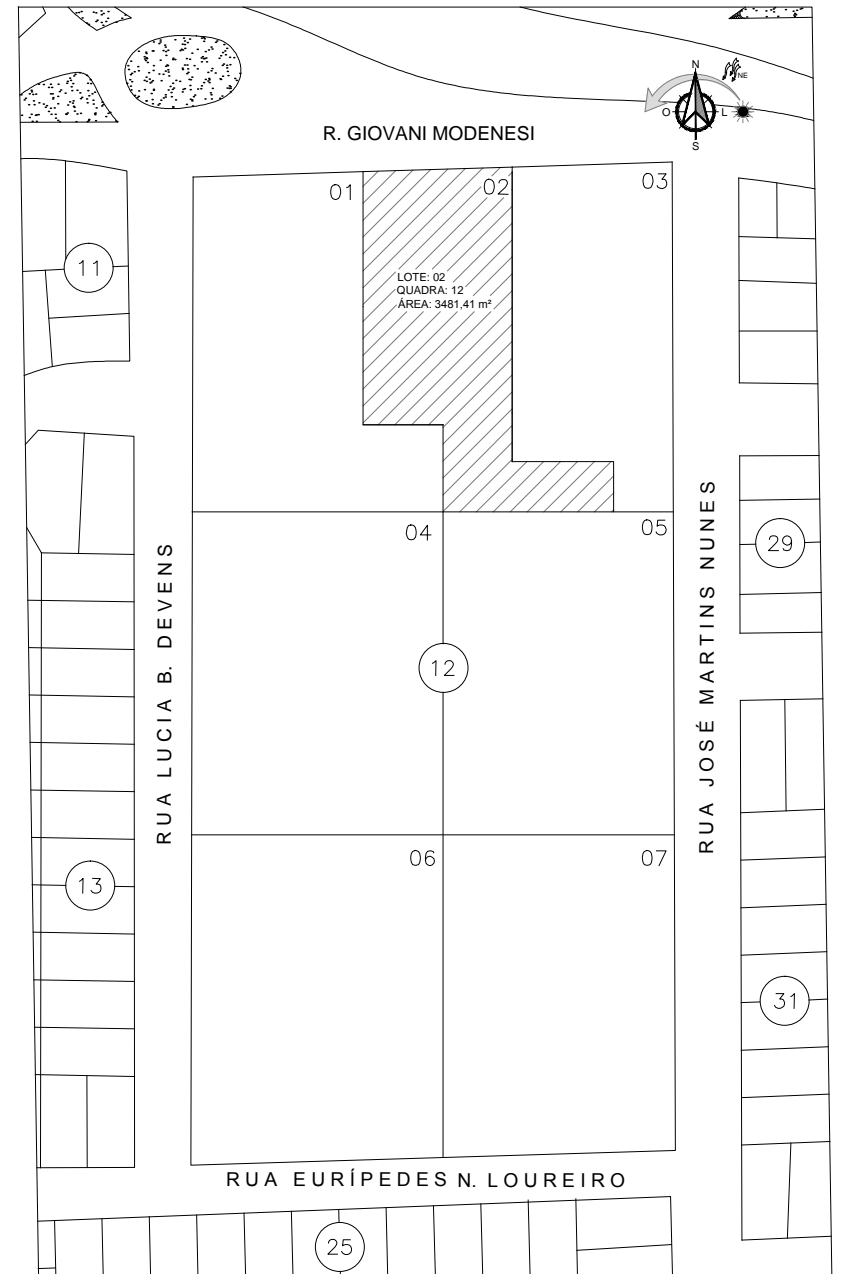 N
NE
O
L
S
R. GIOVANI MODENESI
01
02
03
11
LOTE: 02
QUADRA: 12
ÁREA: 3481,41 m²
04
05
29
RUA LUCIA B. DEVENS
RUA JOSÉ MARTINS NUNES
12
06
07
13
31
RUA EURÍPEDES N. LOUREIRO
25